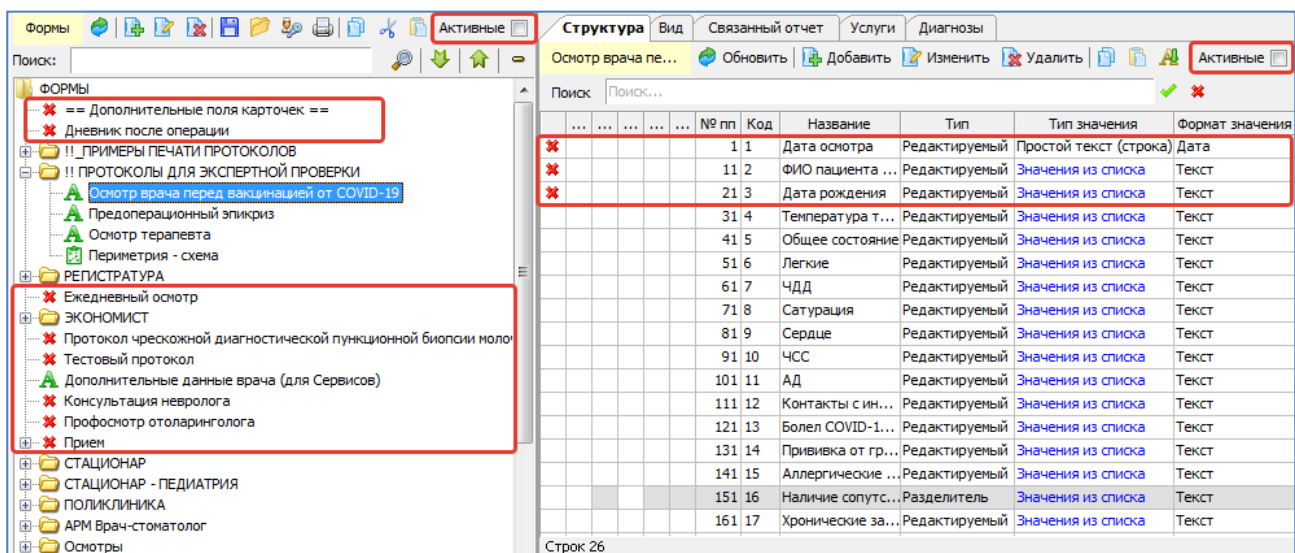 Формы Активные
Поиск:
ФОРМЫ
== Дополнительные поля карточек ==
Дневник после операции
!!_ПРИМЕРЫ ПЕЧАТИ ПРОТОКОЛОВ
!! ПРОТОКОЛЫ ДЛЯ ЭКСПЕРТНОЙ ПРОВЕРКИ
Осмотр врача перед вакцинацией от COVID-19
Предоперационный эпикриз
Осмотр терапевта
Периметрия - схема
РЕГИСТРАТУРА
Ежедневный осмотр
ЭКОНОМИСТ
Протокол чрескожной диагностической пункционной биопсии моло
Тестовый протокол
Дополнительные данные врача (для Сервисов)
Консультация невролога
Профосмотр отоларинголога
Прием
СТАЦИОНАР
СТАЦИОНАР - ПЕДИАТРИЯ
ПОЛИКЛИНИКА
АРМ Врач-стоматолог
Осмотры
Структура Вид Связанный отчет Услуги Диагнозы
Осмотр врача пе... Обновить Добавить Изменить Удалить Активные
Поиск Поиск...
... ... ... ... ... № пп Код Название Тип Тип значения Формат значения
1 1 Дата осмотра Редактируемый Простой текст (строка) Дата
11 2 ФИО пациента ... Редактируемый Значения из списка Текст
21 3 Дата рождения Редактируемый Значения из списка Текст
31 4 Температура т... Редактируемый Значения из списка Текст
41 5 Общее состояние Редактируемый Значения из списка Текст
51 6 Легкие Редактируемый Значения из списка Текст
61 7 ЧДД Редактируемый Значения из списка Текст
71 8 Сатурация Редактируемый Значения из списка Текст
81 9 Сердце Редактируемый Значения из списка Текст
91 10 ЧСС Редактируемый Значения из списка Текст
101 11 АД Редактируемый Значения из списка Текст
111 12 Контакты с ин... Редактируемый Значения из списка Текст
121 13 Болел COVID-1... Редактируемый Значения из списка Текст
131 14 Прививка от гр... Редактируемый Значения из списка Текст
141 15 Аллергические ... Редактируемый Значения из списка Текст
151 16 Наличие сопутс... Разделитель Значения из списка Текст
161 17 Хронические за... Редактируемый Значения из списка Текст
Строк 26